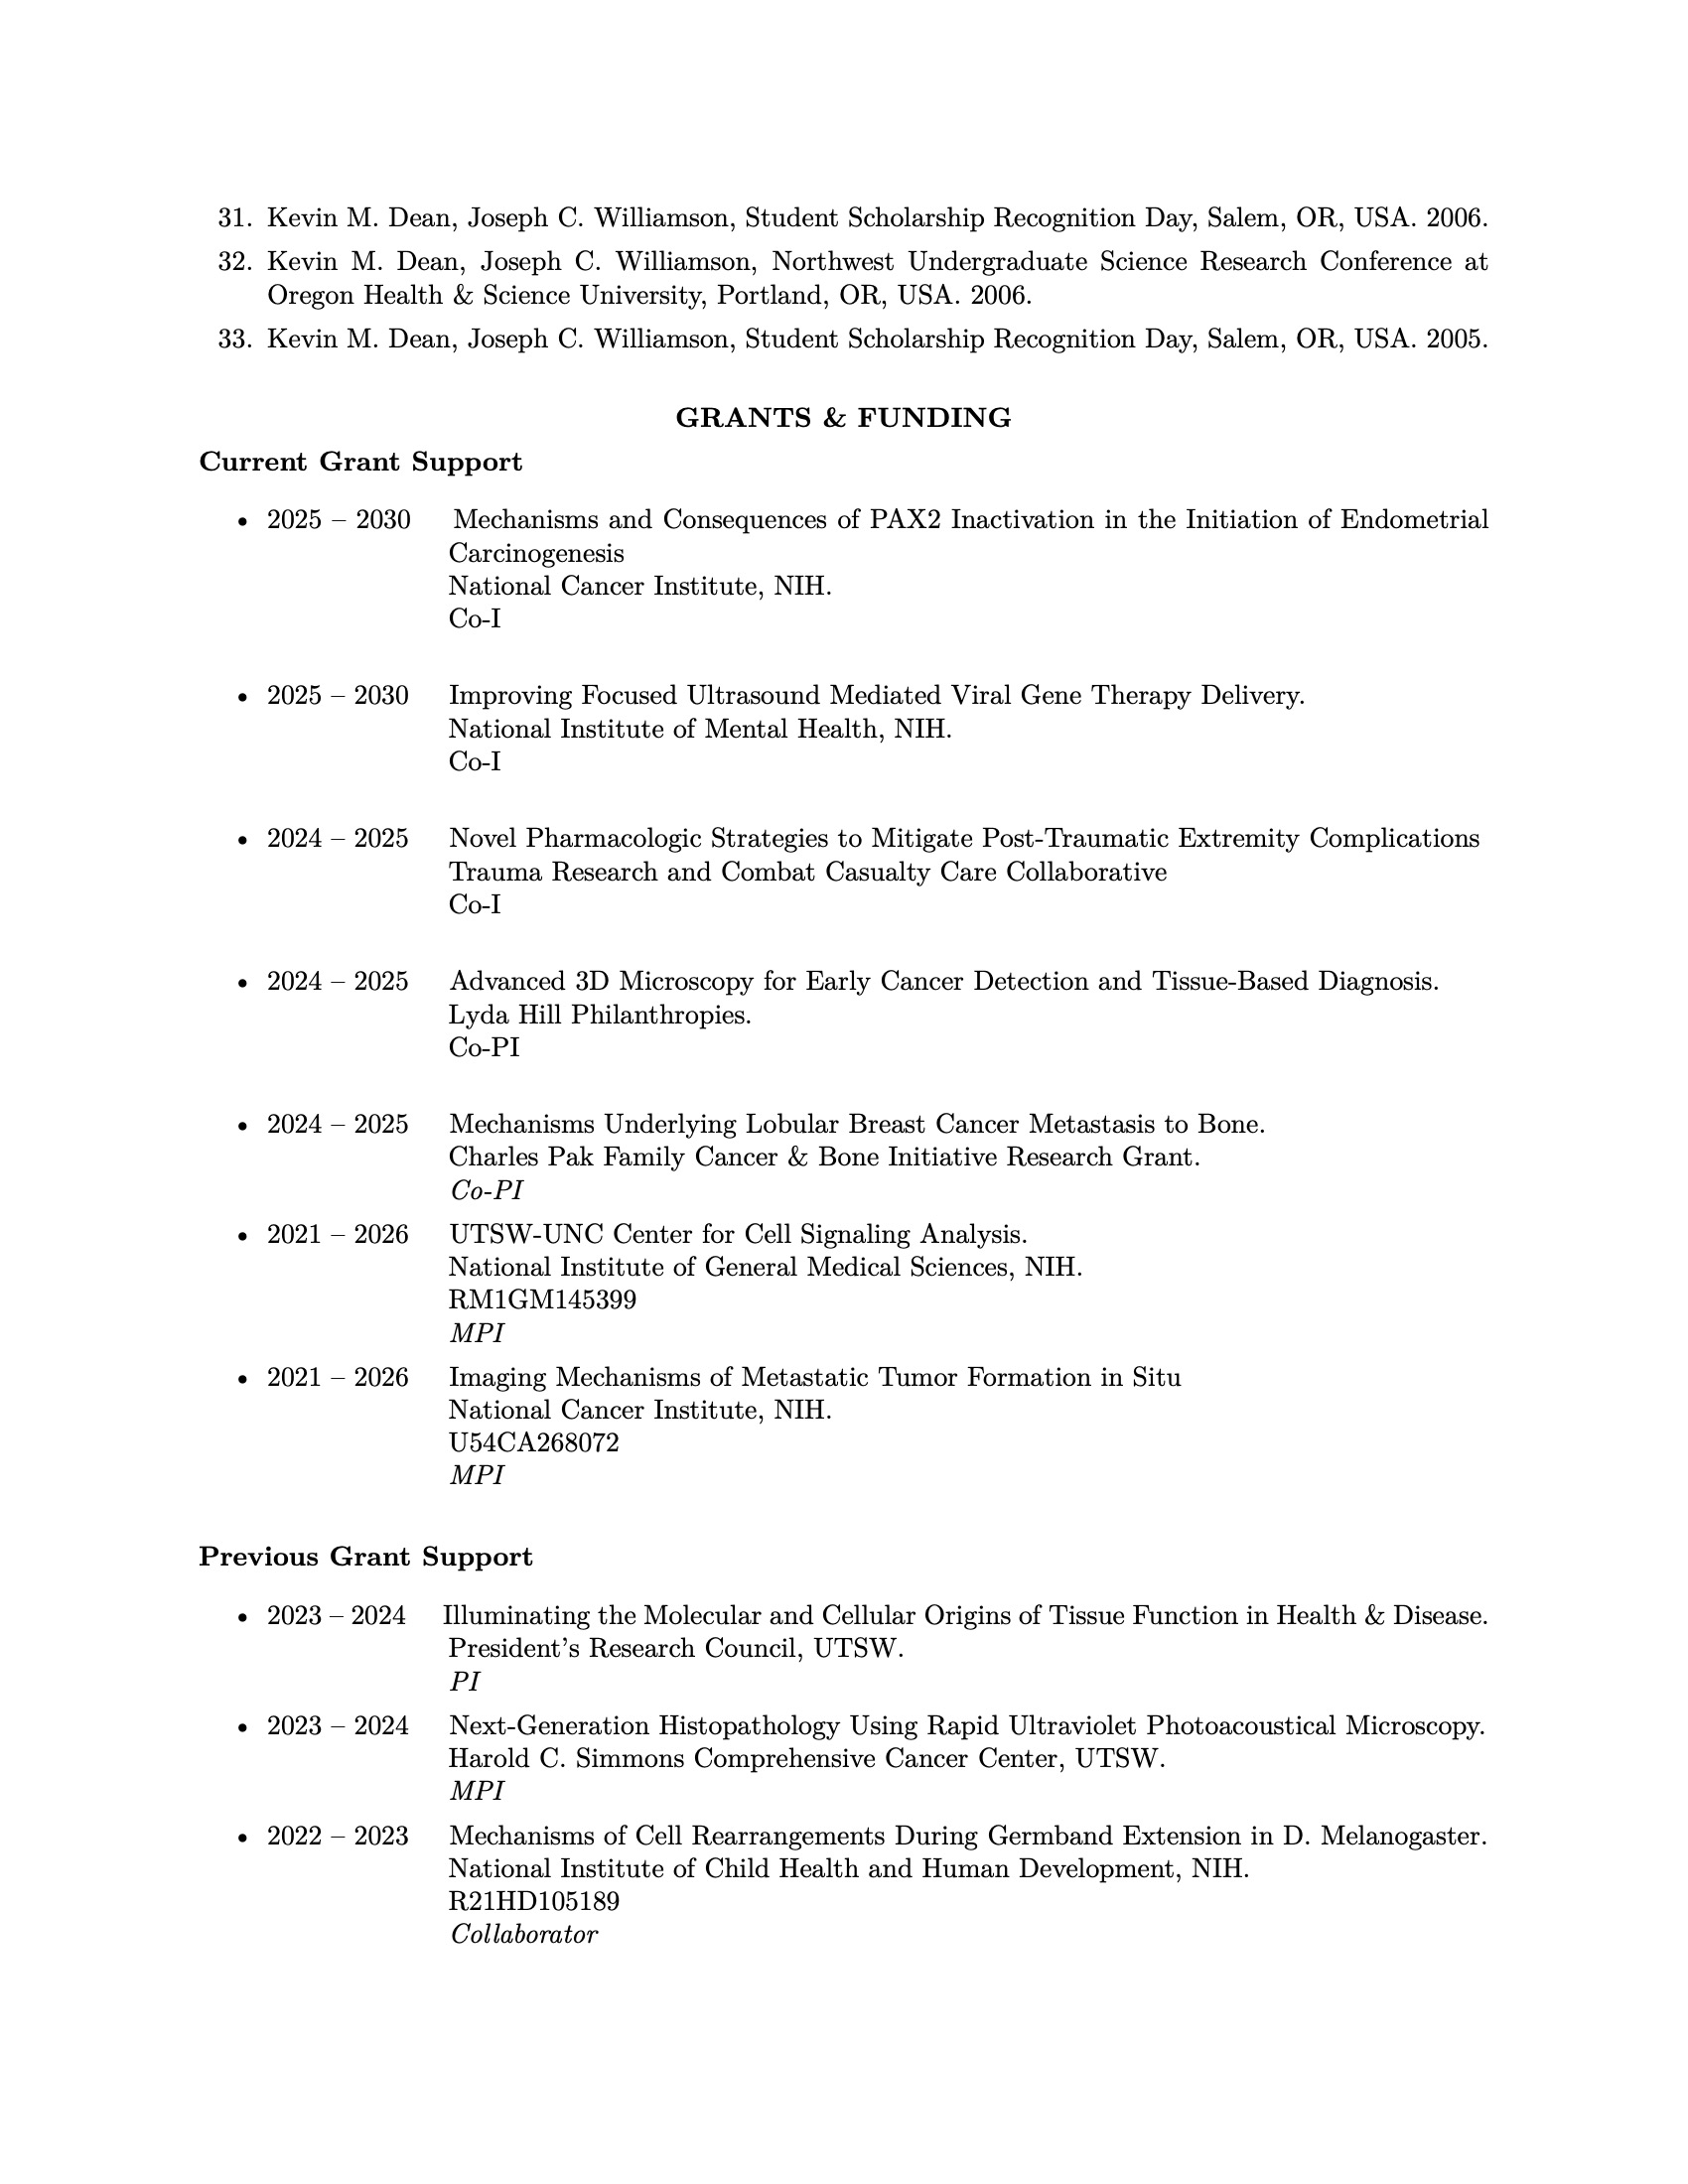 31. Kevin M. Dean, Joseph C. Williamson, Student Scholarship Recognition Day, Salem, OR, USA. 2006.
32. Kevin M. Dean, Joseph C. Williamson, Northwest Undergraduate Science Research Conference at
Oregon Health & Science University, Portland, OR, USA. 2006.
33. Kevin M. Dean, Joseph C. Williamson, Student Scholarship Recognition Day, Salem, OR, USA. 2005.
GRANTS & FUNDING
Current Grant Support
• 2025 – 2030 Mechanisms and Consequences of PAX2 Inactivation in the Initiation of Endometrial
Carcinogenesis
National Cancer Institute, NIH.
Co-I
• 2025 – 2030 Improving Focused Ultrasound Mediated Viral Gene Therapy Delivery.
National Institute of Mental Health, NIH.
Co-I
• 2024 – 2025 Novel Pharmacologic Strategies to Mitigate Post-Traumatic Extremity Complications
Trauma Research and Combat Casualty Care Collaborative
Co-I
• 2024 – 2025 Advanced 3D Microscopy for Early Cancer Detection and Tissue-Based Diagnosis.
Lyda Hill Philanthropies.
Co-PI
• 2024 – 2025 Mechanisms Underlying Lobular Breast Cancer Metastasis to Bone.
Charles Pak Family Cancer & Bone Initiative Research Grant.
Co-PI
• 2021 – 2026 UTSW-UNC Center for Cell Signaling Analysis.
National Institute of General Medical Sciences, NIH.
RM1GM145399
MPI
• 2021 – 2026 Imaging Mechanisms of Metastatic Tumor Formation in Situ
National Cancer Institute, NIH.
U54CA268072
MPI
Previous Grant Support
• 2023 – 2024 Illuminating the Molecular and Cellular Origins of Tissue Function in Health & Disease.
President's Research Council, UTSW.
PI
• 2023 – 2024 Next-Generation Histopathology Using Rapid Ultraviolet Photoacoustical Microscopy.
Harold C. Simmons Comprehensive Cancer Center, UTSW.
MPI
• 2022 – 2023 Mechanisms of Cell Rearrangements During Germband Extension in D. Melanogaster.
National Institute of Child Health and Human Development, NIH.
R21HD105189
Collaborator